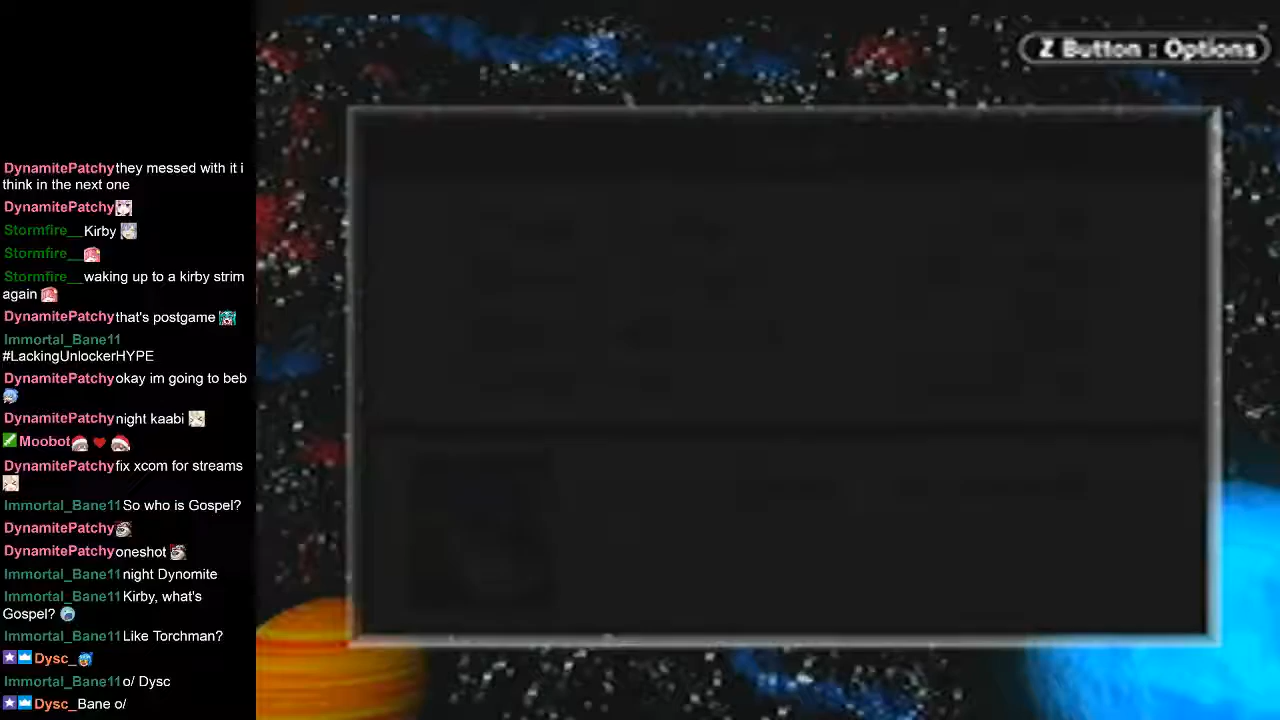 Z Button : Options
DynamitePatchy they messed with it i
think in the next one
DynamitePatchy
Stormfire__ Kirby
Stormfire__
Stormfire__ waking up to a kirby strim
again
DynamitePatchy that's postgame
Immortal_Bane11
#LackingUnlockerHYPE
DynamitePatchy okay im going to beb
DynamitePatchy night kaabi
Moobot
DynamitePatchy fix xcom for streams
Immortal_Bane11 So who is Gospel?
DynamitePatchy
DynamitePatchy oneshot
Immortal_Bane11 night Dynomite
Immortal_Bane11 Kirby, what's
Gospel?
Immortal_Bane11 Like Torchman?
Dysc_
Immortal_Bane11 o/ Dysc
Dysc_ Bane o/